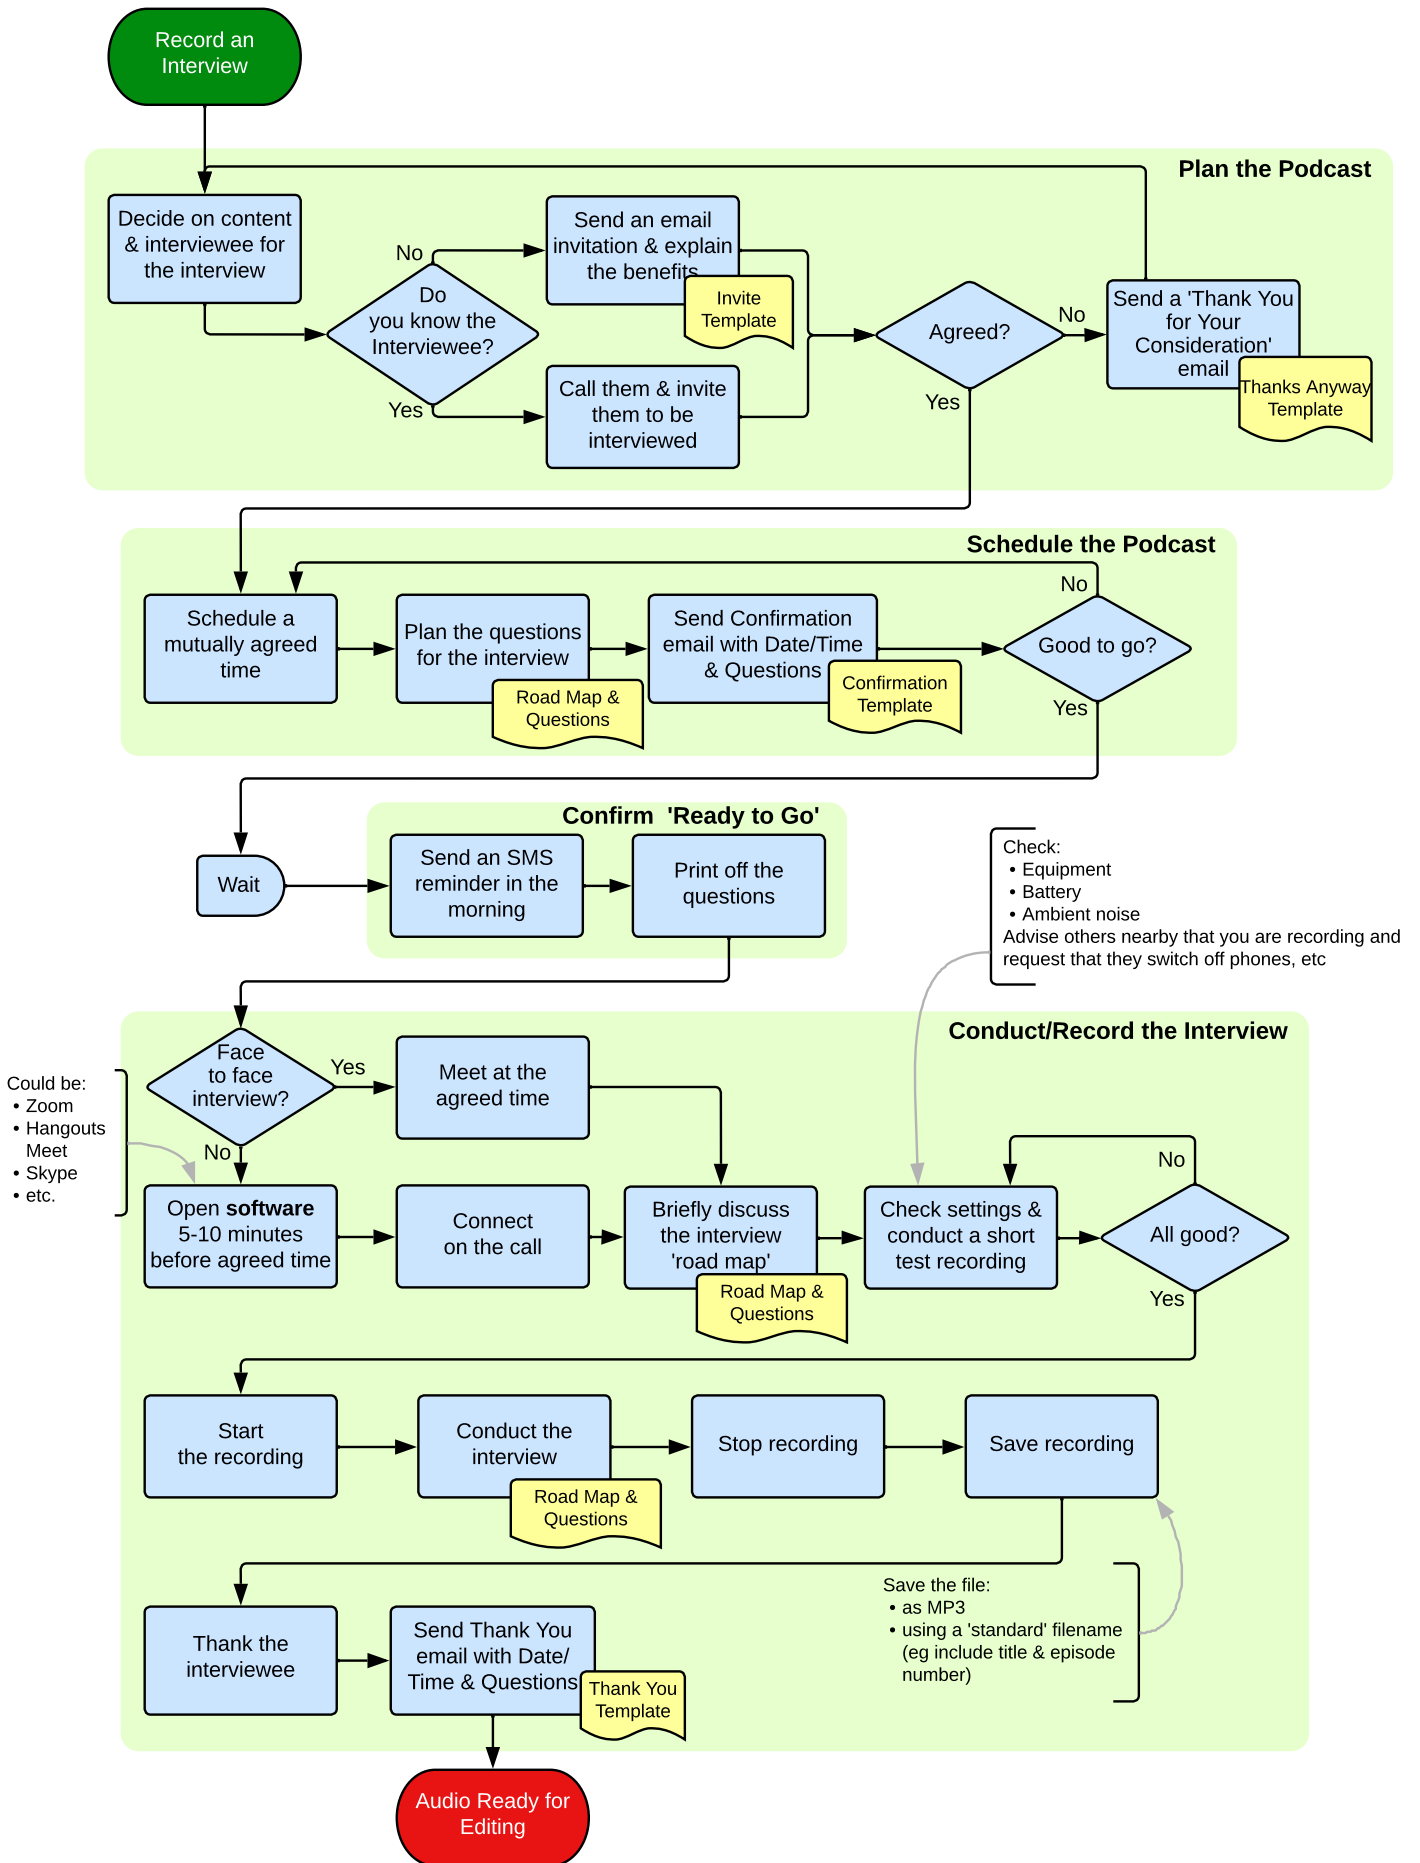 Record an
Interview
Plan the Podcast
Decide on content
& interviewee for
the interview
No
Do
you know the
Interviewee?
Yes
Send an email
invitation & explain
the benefits
Invite
Template
Call them & invite
them to be
interviewed
Agreed?
No
Yes
Send a 'Thank You
for Your
Consideration'
email
Thanks Anyway
Template
Schedule the Podcast
Schedule a
mutually agreed
time
Plan the questions
for the interview
Road Map &
Questions
Send Confirmation
email with Date/Time
& Questions
Confirmation
Template
No
Good to go?
Yes
Wait
Confirm  'Ready to Go'
Send an SMS
reminder in the
morning
Print off the
questions
Check:
• Equipment
• Battery
• Ambient noise
Advise others nearby that you are recording and
request that they switch off phones, etc
Conduct/Record the Interview
Face
to face
interview?
Yes
No
Meet at the
agreed time
Could be:
• Zoom
• Hangouts
Meet
• Skype
• etc.
Open software
5-10 minutes
before agreed time
Connect
on the call
Briefly discuss
the interview
'road map'
Road Map &
Questions
Check settings &
conduct a short
test recording
No
All good?
Yes
Start
the recording
Conduct the
interview
Road Map &
Questions
Stop recording
Save recording
Save the file:
• as MP3
• using a 'standard' filename
(eg include title & episode
number)
Thank the
interviewee
Send Thank You
email with Date/
Time & Questions
Thank You
Template
Audio Ready for
Editing